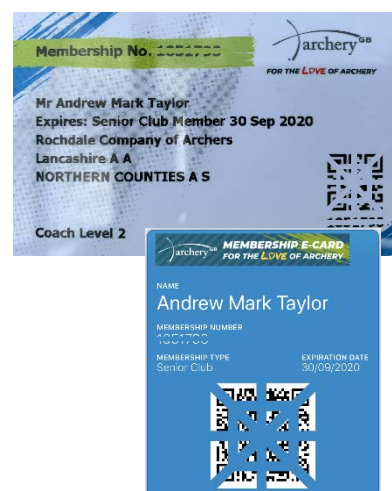 Membership No.
archery GB
FOR THE LOVE OF ARCHERY
Mr Andrew Mark Taylor
Expires: Senior Club Member 30 Sep 2020
Rochdale Company of Archers
Lancashire A A
NORTHERN COUNTIES A S
Coach Level 2
archery GB
MEMBERSHIP E-CARD
FOR THE LOVE OF ARCHERY
NAME
Andrew Mark Taylor
MEMBERSHIP NUMBER
MEMBERSHIP TYPE
EXPIRATION DATE
Senior Club
30/09/2020